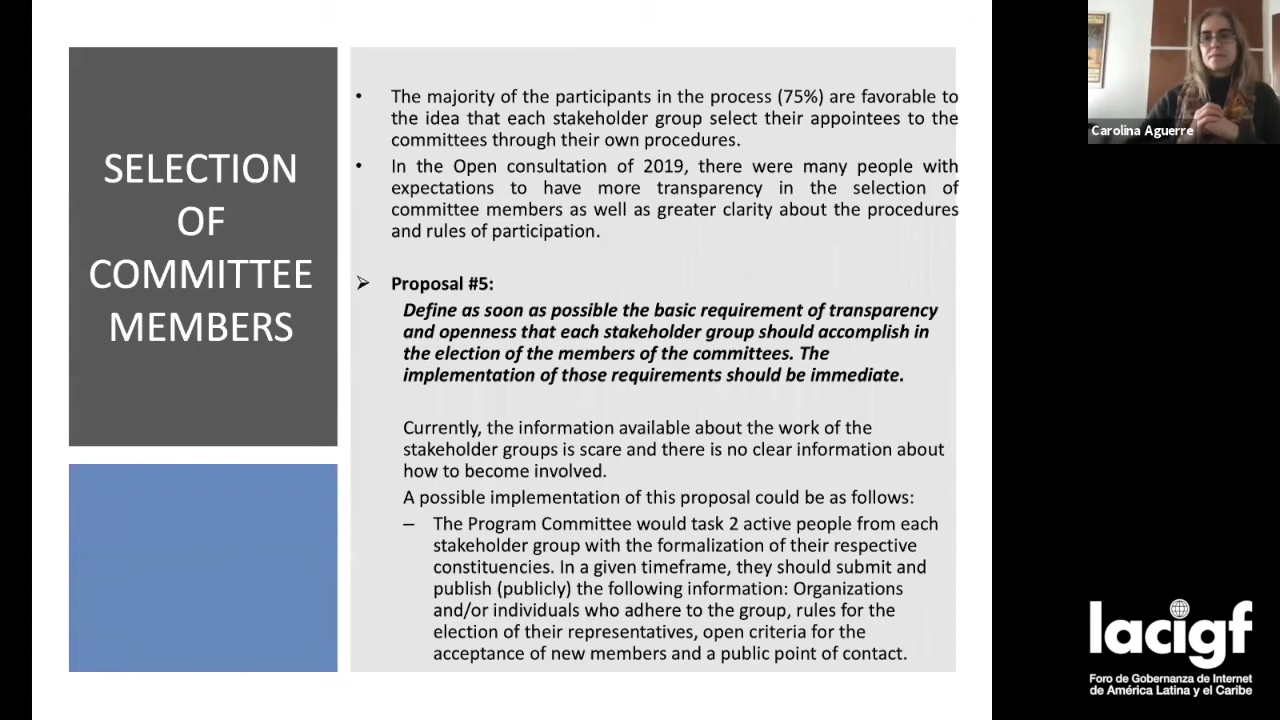 SELECTION
OF
COMMITTEE
MEMBERS
• The majority of the participants in the process (75%) are favorable to
the idea that each stakeholder group select their appointees to the
committees through their own procedures.
• In the Open consultation of 2019, there were many people with
expectations to have more transparency in the selection of
committee members as well as greater clarity about the procedures
and rules of participation.
➢ Proposal #5:
Define as soon as possible the basic requirement of transparency
and openness that each stakeholder group should accomplish in
the election of the members of the committees. The
implementation of those requirements should be immediate.
Currently, the information available about the work of the
stakeholder groups is scare and there is no clear information about
how to become involved.
A possible implementation of this proposal could be as follows:
– The Program Committee would task 2 active people from each
stakeholder group with the formalization of their respective
constituencies. In a given timeframe, they should submit and
publish (publicly) the following information: Organizations
and/or individuals who adhere to the group, rules for the
election of their representatives, open criteria for the
acceptance of new members and a public point of contact.
Carolina Aguerre
lacigf
Foro de Gobernanza de Internet
de América Latina y el Caribe